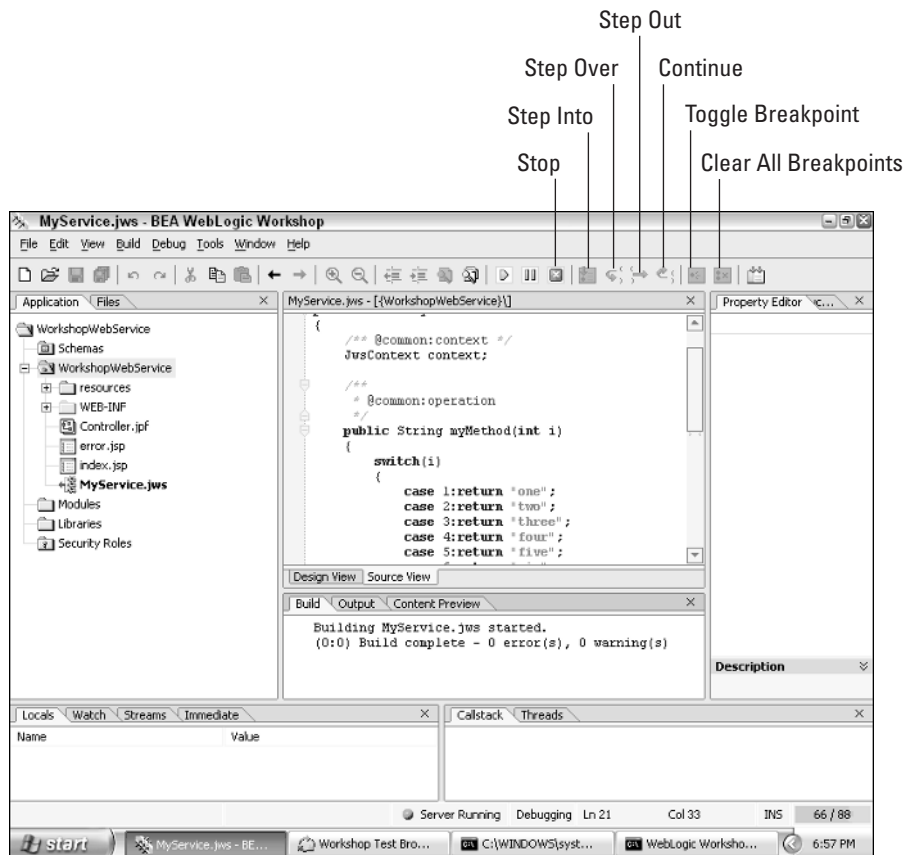 Step Out
Step Over
Continue
Step Into
Toggle Breakpoint
Stop
Clear All Breakpoints
MyService.jws - BEA WebLogic Workshop
File Edit View Build Debug Tools Window Help
Application Files
MyService.jws - [{WorkshopWebService}\]
Property Editor
WorkshopWebService
Schemas
WorkshopWebService
resources
WEB-INF
Controller.jpf
error.jsp
index.jsp
MyService.jws
Modules
Libraries
Security Roles
{
/** @common:context */
JwsContext context;
/**
* @common:operation
*/
public String myMethod(int i)
{
switch(i)
{
case 1:return "one";
case 2:return "two";
case 3:return "three";
case 4:return "four";
case 5:return "five";
Design View Source View
Build Output Content Preview
Building MyService.jws started.
(0:0) Build complete - 0 error(s), 0 warning(s)
Description
Locals Watch Streams Immediate
Name Value
Callstack Threads
Server Running Debugging Ln 21 Col 33 INS 66 / 88
start MyService.jws - BE... Workshop Test Bro... C:\WINDOWS\syst... WebLogic Worksho... 6:57 PM